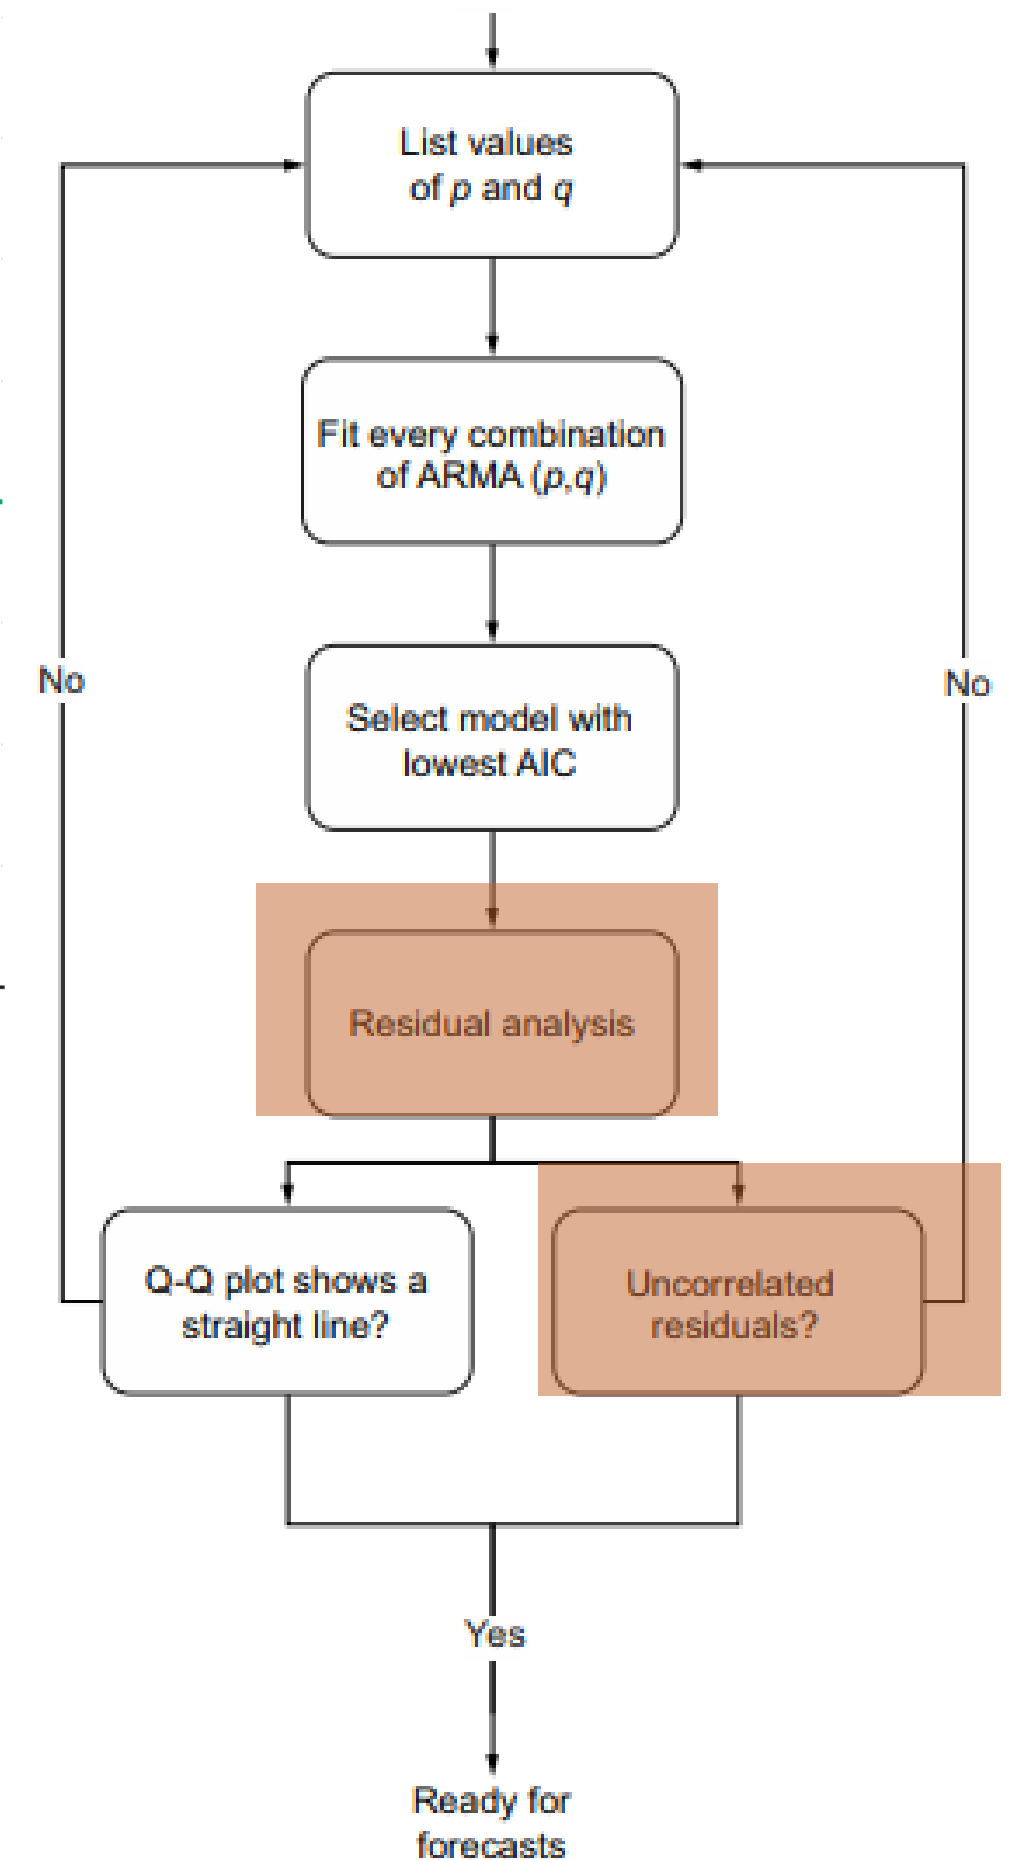 List values
of p and q
Fit every combination
of ARMA (p,q)
No
No
Select model with
lowest AIC
Residual analysis
Q-Q plot shows a
straight line?
Uncorrelated
residuals?
Yes
Ready for
forecasts